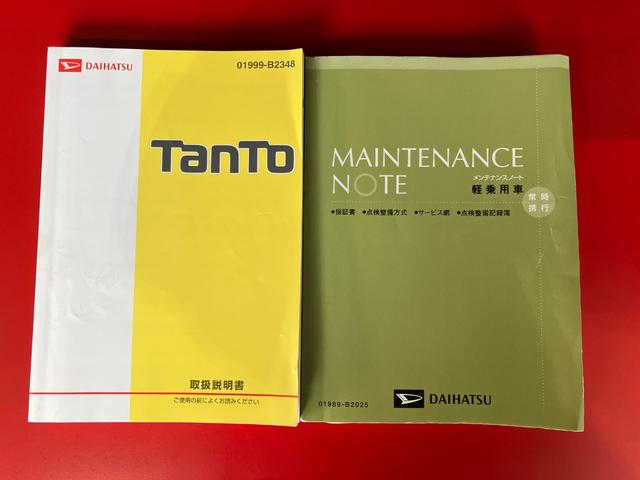 DAIHATSU
01999-B2348
TanTo
取扱説明書
ご使用の前によくお読みください
MAINTENANCE
NOTE
メンテナンスノート
軽乗用車
常時
携行
●保証書 ●点検整備方式 ●サービス網 ●点検整備記録簿
01989-B2025
DAIHATSU